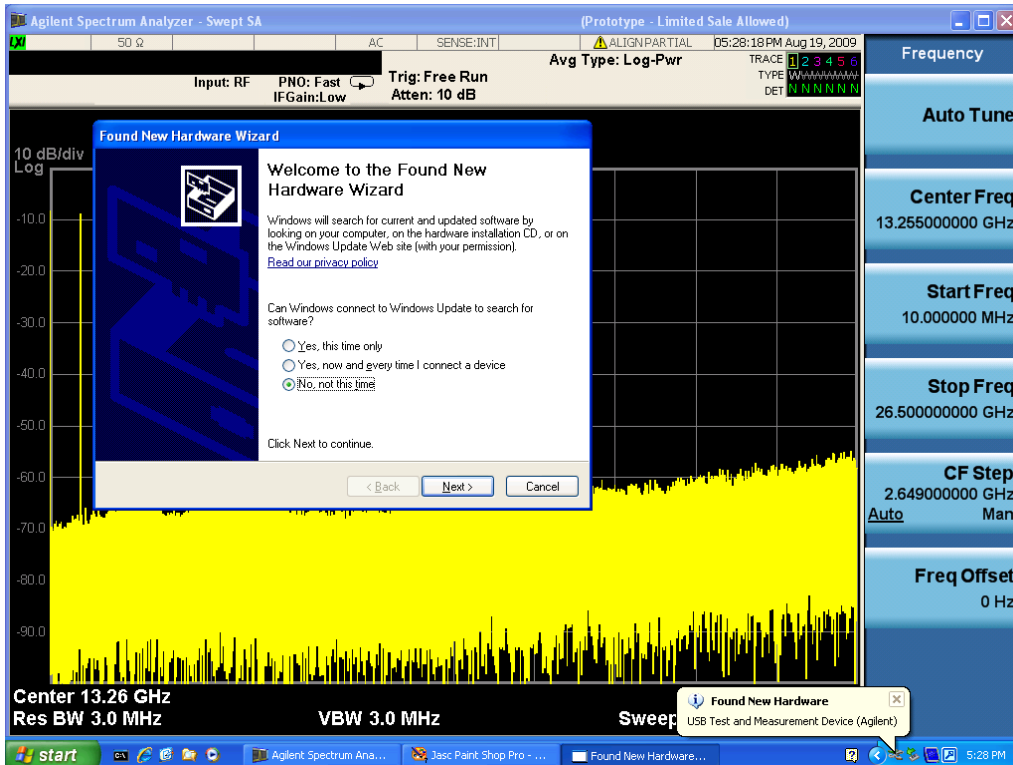 Agilent Spectrum Analyzer - Swept SA (Prototype - Limited Sale Allowed)
LXI 50 Ω AC SENSE:INT ALIGN PARTIAL 05:28:18 PM Aug 19, 2009
Avg Type: Log-Pwr
TRACE 1 2 3 4 5 6
TYPE
DET N N N N N N
Input: RF PNO: Fast Trig: Free Run
IFGain:Low Atten: 10 dB
10 dB/div
Log
-10.0
-20.0
-30.0
-40.0
-50.0
-60.0
-70.0
-80.0
-90.0
Found New Hardware Wizard
Welcome to the Found New
Hardware Wizard
Windows will search for current and updated software by
looking on your computer, on the hardware installation CD, or on
the Windows Update Web site (with your permission).
Read our privacy policy
Can Windows connect to Windows Update to search for
software?
Yes, this time only
Yes, now and every time I connect a device
No, not this time
Click Next to continue.
< Back Next > Cancel
Center 13.26 GHz
Res BW 3.0 MHz VBW 3.0 MHz Sweep
Frequency
Auto Tune
Center Freq
13.255000000 GHz
Start Freq
10.000000 MHz
Stop Freq
26.500000000 GHz
CF Step
2.649000000 GHz
Auto Man
Freq Offset
0 Hz
Found New Hardware
USB Test and Measurement Device (Agilent)
start Agilent Spectrum Ana... Jasc Paint Shop Pro - ... Found New Hardware... 5:28 PM